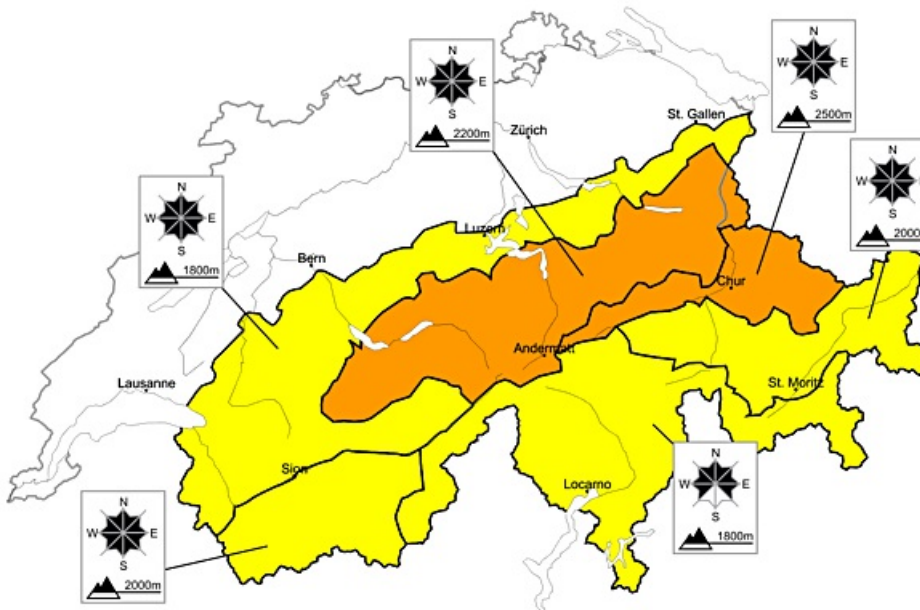 N
W E
S
2200m
N
W E
S
2500m
St. Gallen
Zürich
N
W
S
2000
N
W E
S
1800m
Luzern
Bern
Chur
Andermatt
Lausanne
St. Moritz
Sion
Locarno
N
W E
S
1800m
N
W E
S
2000m